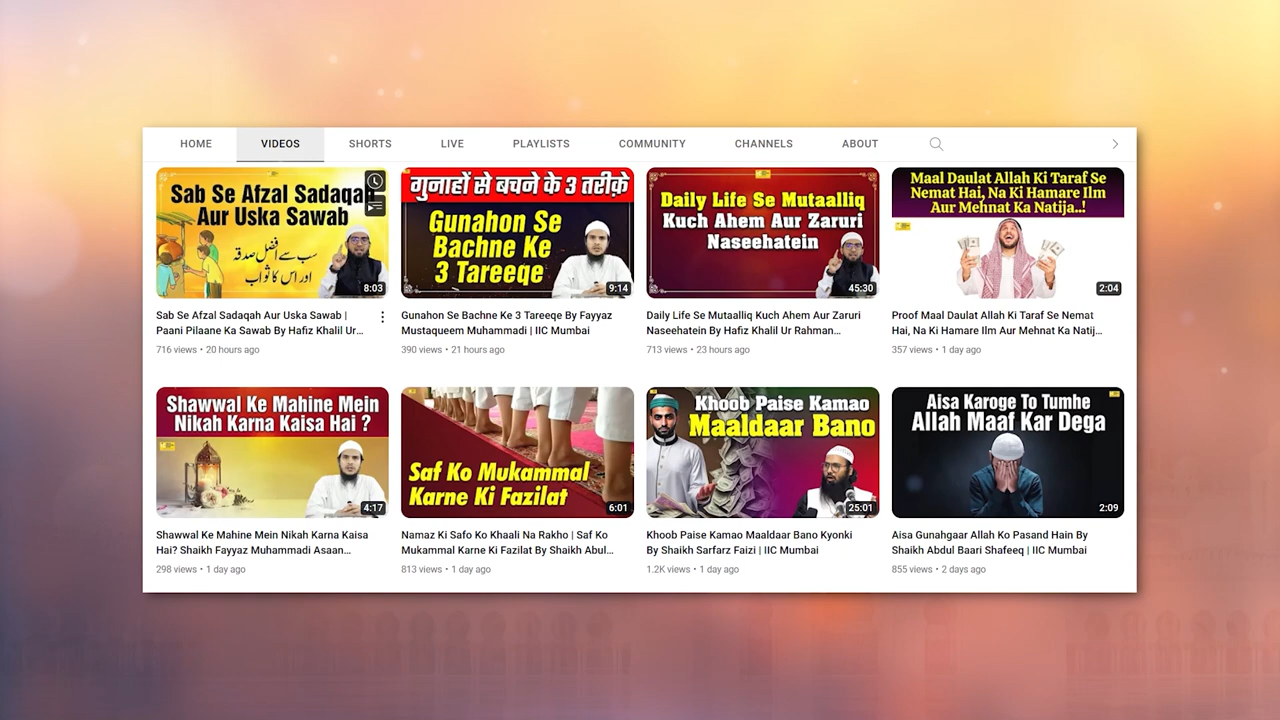 HOME VIDEOS SHORTS LIVE PLAYLISTS COMMUNITY CHANNELS ABOUT
Sab Se Afzal Sadaqah
Aur Uska Sawab
سب سے افضل صدقہ
اور اس کا ثواب
8:03
गुनाहों से बचने के 3 तरीक़े
Gunahon Se
Bachne Ke
3 Tareeqe
9:14
Daily Life Se Mutaalliq
Kuch Ahem Aur Zaruri
Naseehatein
45:30
Maal Daulat Allah Ki Taraf Se
Nemat Hai, Na Ki Hamare Ilm
Aur Mehnat Ka Natija..!
2:04
Sab Se Afzal Sadaqah Aur Uska Sawab |
Paani Pilaane Ka Sawab By Hafiz Khalil Ur...
716 views • 20 hours ago
Gunahon Se Bachne Ke 3 Tareeqe By Fayyaz
Mustaqueem Muhammadi | IIC Mumbai
390 views • 21 hours ago
Daily Life Se Mutaalliq Kuch Ahem Aur Zaruri
Naseehatein By Hafiz Khalil Ur Rahman...
713 views • 23 hours ago
Proof Maal Daulat Allah Ki Taraf Se Nemat
Hai, Na Ki Hamare Ilm Aur Mehnat Ka Natij...
357 views • 1 day ago
Shawwal Ke Mahine Mein
Nikah Karna Kaisa Hai ?
4:17
Saf Ko Mukammal
Karne Ki Fazilat
6:01
Khoob Paise Kamao
Maaldaar Bano
25:01
Aisa Karoge To Tumhe
Allah Maaf Kar Dega
2:09
Shawwal Ke Mahine Mein Nikah Karna Kaisa
Hai? Shaikh Fayyaz Muhammadi Asaan...
298 views • 1 day ago
Namaz Ki Safo Ko Khaali Na Rakho | Saf Ko
Mukammal Karne Ki Fazilat By Shaikh Abul...
813 views • 1 day ago
Khoob Paise Kamao Maaldaar Bano Kyonki
By Shaikh Sarfarz Faizi | IIC Mumbai
1.2K views • 1 day ago
Aisa Gunahgaar Allah Ko Pasand Hain By
Shaikh Abdul Baari Shafeeq | IIC Mumbai
855 views • 2 days ago